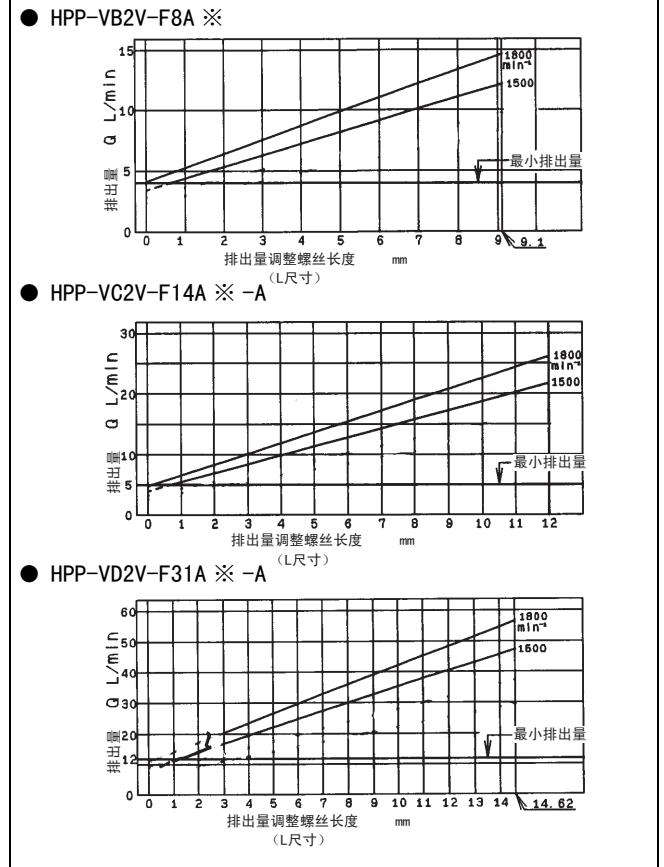 ● HPP-VB2V-F8A ※
15
10
5
0
排出量 Q L/min
1800
min⁻¹
1500
最小排出量
0 1 2 3 4 5 6 7 8 9 9.1
排出量调整螺丝长度 mm
（L尺寸）
● HPP-VC2V-F14A ※ -A
30
20
10
5
0
排出量 Q L/min
1800
min⁻¹
1500
最小排出量
0 1 2 3 4 5 6 7 8 9 10 11 12
排出量调整螺丝长度 mm
（L尺寸）
● HPP-VD2V-F31A ※ -A
60
50
40
30
20
12
0
排出量 Q L/min
1800
min⁻¹
1500
最小排出量
0 1 2 3 4 5 6 7 8 9 10 11 12 13 14 14.62
排出量调整螺丝长度 mm
（L尺寸）